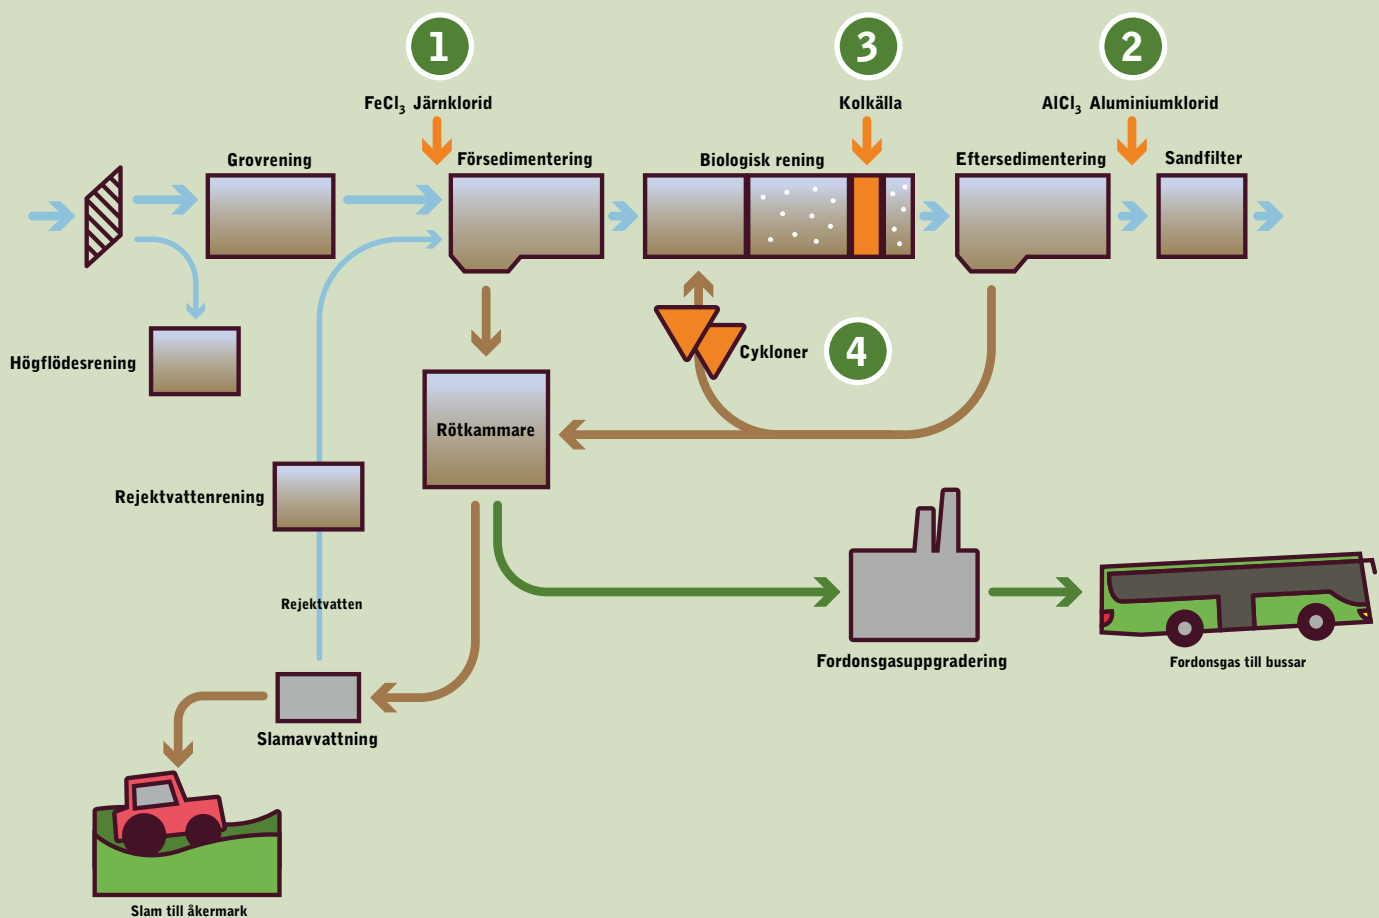 1
3
2
FeCl₃ Järnklorid
Kolkälla
AlCl₃ Aluminiumklorid
Grovrening
Försedimentering
Biologisk rening
Eftersedimentering
Sandfilter
Högflödesrening
Cykloner
4
Rötkammare
Rejektvattenrening
Rejektvatten
Fordonsgasuppgradering
Fordonsgas till bussar
Slamavvattning
Slam till åkermark